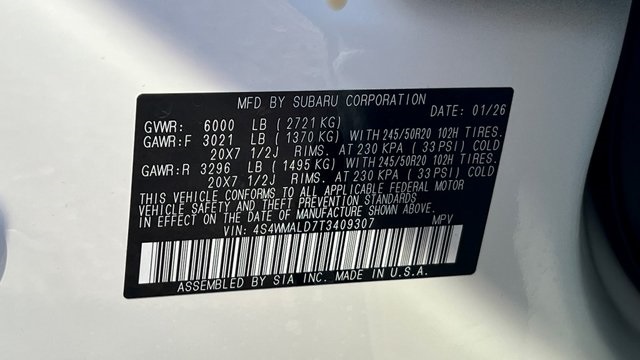 MFD BY SUBARU CORPORATION
DATE: 01/26
GVWR: 6000 LB (2721 KG)
GAWR:F 3021 LB (1370 KG) WITH 245/50R20 102H TIRES.
20X7 1/2J RIMS. AT 230 KPA (33 PSI) COLD
GAWR:R 3296 LB (1495 KG) WITH 245/50R20 102H TIRES.
20X7 1/2J RIMS. AT 230 KPA (33 PSI) COLD
THIS VEHICLE CONFORMS TO ALL APPLICABLE FEDERAL MOTOR
VEHICLE SAFETY AND THEFT PREVENTION STANDARDS
IN EFFECT ON THE DATE OF MANUFACTURE SHOWN ABOVE.
VIN: 4S4WMALD7T3409307 MPV
ASSEMBLED BY SIA INC. MADE IN U.S.A.